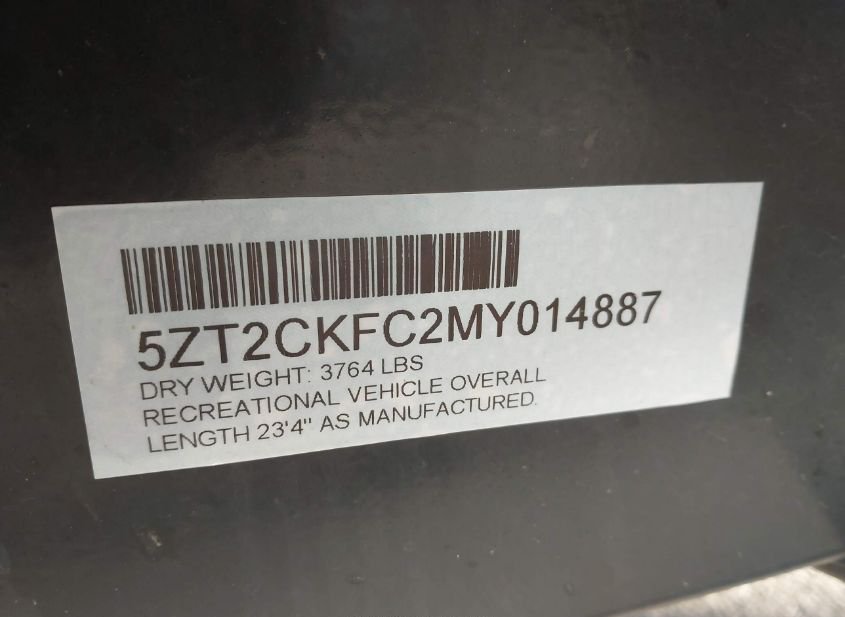 5ZT2CKFC2MY014887
DRY WEIGHT: 3764 LBS
RECREATIONAL VEHICLE OVERALL
LENGTH 23'4" AS MANUFACTURED.